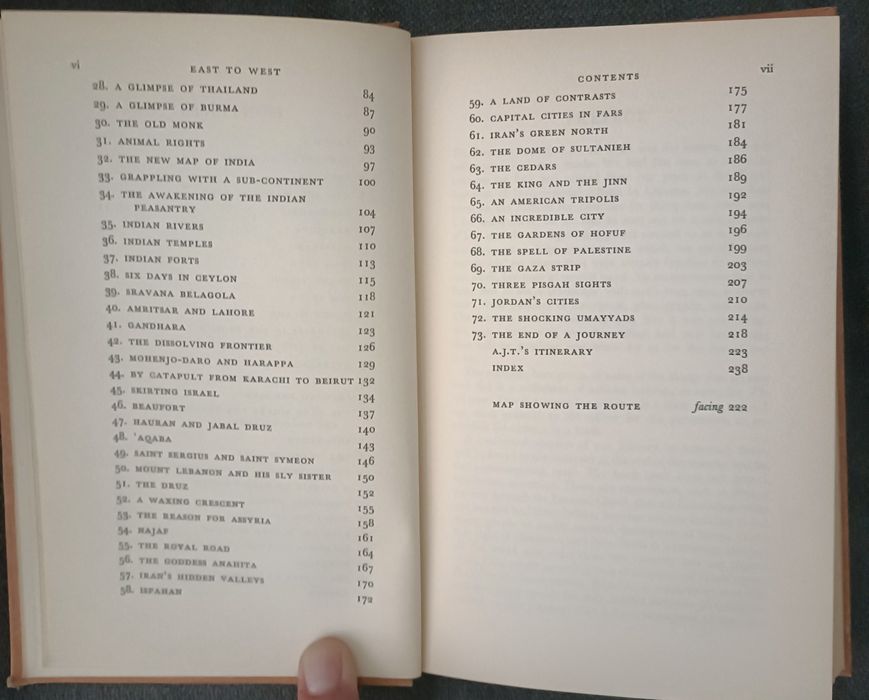 vi
EAST TO WEST
28. A GLIMPSE OF THAILAND 84
29. A GLIMPSE OF BURMA 87
30. THE OLD MONK 90
31. ANIMAL RIGHTS 93
32. THE NEW MAP OF INDIA 97
33. GRAPPLING WITH A SUB-CONTINENT 100
34. THE AWAKENING OF THE INDIAN
PEASANTRY 104
35. INDIAN RIVERS 107
36. INDIAN TEMPLES 110
37. INDIAN FORTS 113
38. SIX DAYS IN CEYLON 115
39. SRAVANA BELAGOLA 118
40. AMRITSAR AND LAHORE 121
41. GANDHARA 123
42. THE DISSOLVING FRONTIER 126
43. MOHENJO-DARO AND HARAPPA 129
44. BY CATAPULT FROM KARACHI TO BEIRUT 132
45. SKIRTING ISRAEL 134
46. BEAUFORT 137
47. HAURAN AND JABAL DRUZ 140
48. 'AQABA 143
49. SAINT SERGIUS AND SAINT SYMEON 146
50. MOUNT LEBANON AND HIS SLY SISTER 150
51. THE DRUZ 152
52. A WAXING CRESCENT 155
53. THE REASON FOR ASSYRIA 158
54. NAJAF 161
55. THE ROYAL ROAD 164
56. THE GODDESS ANAHITA 167
57. IRAN'S HIDDEN VALLEYS 170
58. ISPAHAN 172
CONTENTS
vii
59. A LAND OF CONTRASTS 175
60. CAPITAL CITIES IN FARS 177
61. IRAN'S GREEN NORTH 181
62. THE DOME OF SULTANIEH 184
63. THE CEDARS 186
64. THE KING AND THE JINN 189
65. AN AMERICAN TRIPOLIS 192
66. AN INCREDIBLE CITY 194
67. THE GARDENS OF HOFUF 196
68. THE SPELL OF PALESTINE 199
69. THE GAZA STRIP 203
70. THREE PISGAH SIGHTS 207
71. JORDAN'S CITIES 210
72. THE SHOCKING UMAYYADS 214
73. THE END OF A JOURNEY 218
A.J.T.'S ITINERARY 223
INDEX 238
MAP SHOWING THE ROUTE facing 222